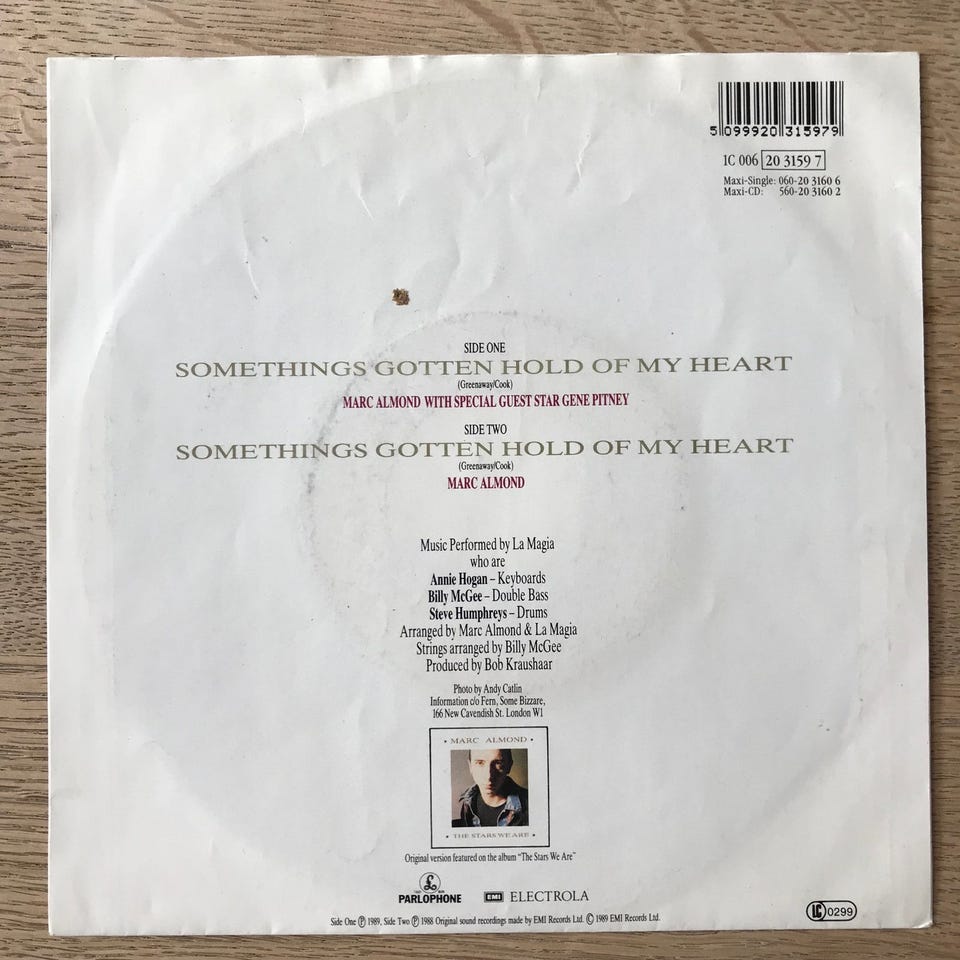 5 099920 315979
1C 006 20 3159 7
Maxi-Single: 060-20 3160 6
Maxi-CD: 560-20 3160 2
SIDE ONE
SOMETHINGS GOTTEN HOLD OF MY HEART
(Greenaway/Cook)
MARC ALMOND WITH SPECIAL GUEST STAR GENE PITNEY
SIDE TWO
SOMETHINGS GOTTEN HOLD OF MY HEART
(Greenaway/Cook)
MARC ALMOND
Music Performed by La Magia
who are
Annie Hogan – Keyboards
Billy McGee – Double Bass
Steve Humphreys – Drums
Arranged by Marc Almond & La Magia
Strings arranged by Billy McGee
Produced by Bob Kraushaar
Photo by Andy Catlin
Information c/o Fern, Some Bizzare,
166 New Cavendish St. London W1
• MARC ALMOND •
• THE STARS WE ARE •
Original version featured on the album "The Stars We Are"
£
PARLOPHONE
EMI ELECTROLA
Side One ℗ 1989, Side Two ℗ 1988 Original sound recordings made by EMI Records Ltd. © 1989 EMI Records Ltd.
LC 0299